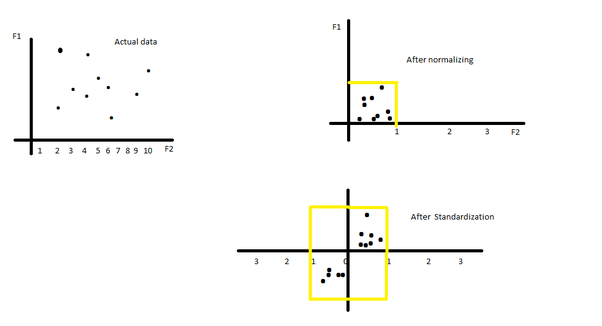 F1
Actual data
1 2 3 4 5 6 7 8 9 10 F2
F1
After normalizing
1 2 3 F2
After Standardization
3 2 1 0 1 2 3